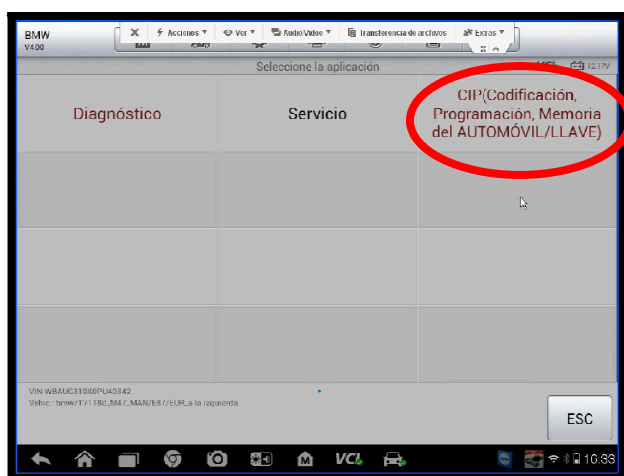 BMW
V4.00
X Acciones Ver Audio/Video Transferencia de archivos Extras
Seleccione la aplicación
VCI 12.17V
Diagnóstico
Servicio
CIP(Codificación,
Programación, Memoria
del AUTOMÓVIL/LLAVE)
VIN:WBAUC310X0PU40342
Vehic.: bmw/1'/118d_M47_MAN/E87/EUR_a la izquierda
ESC
VCI
16:33